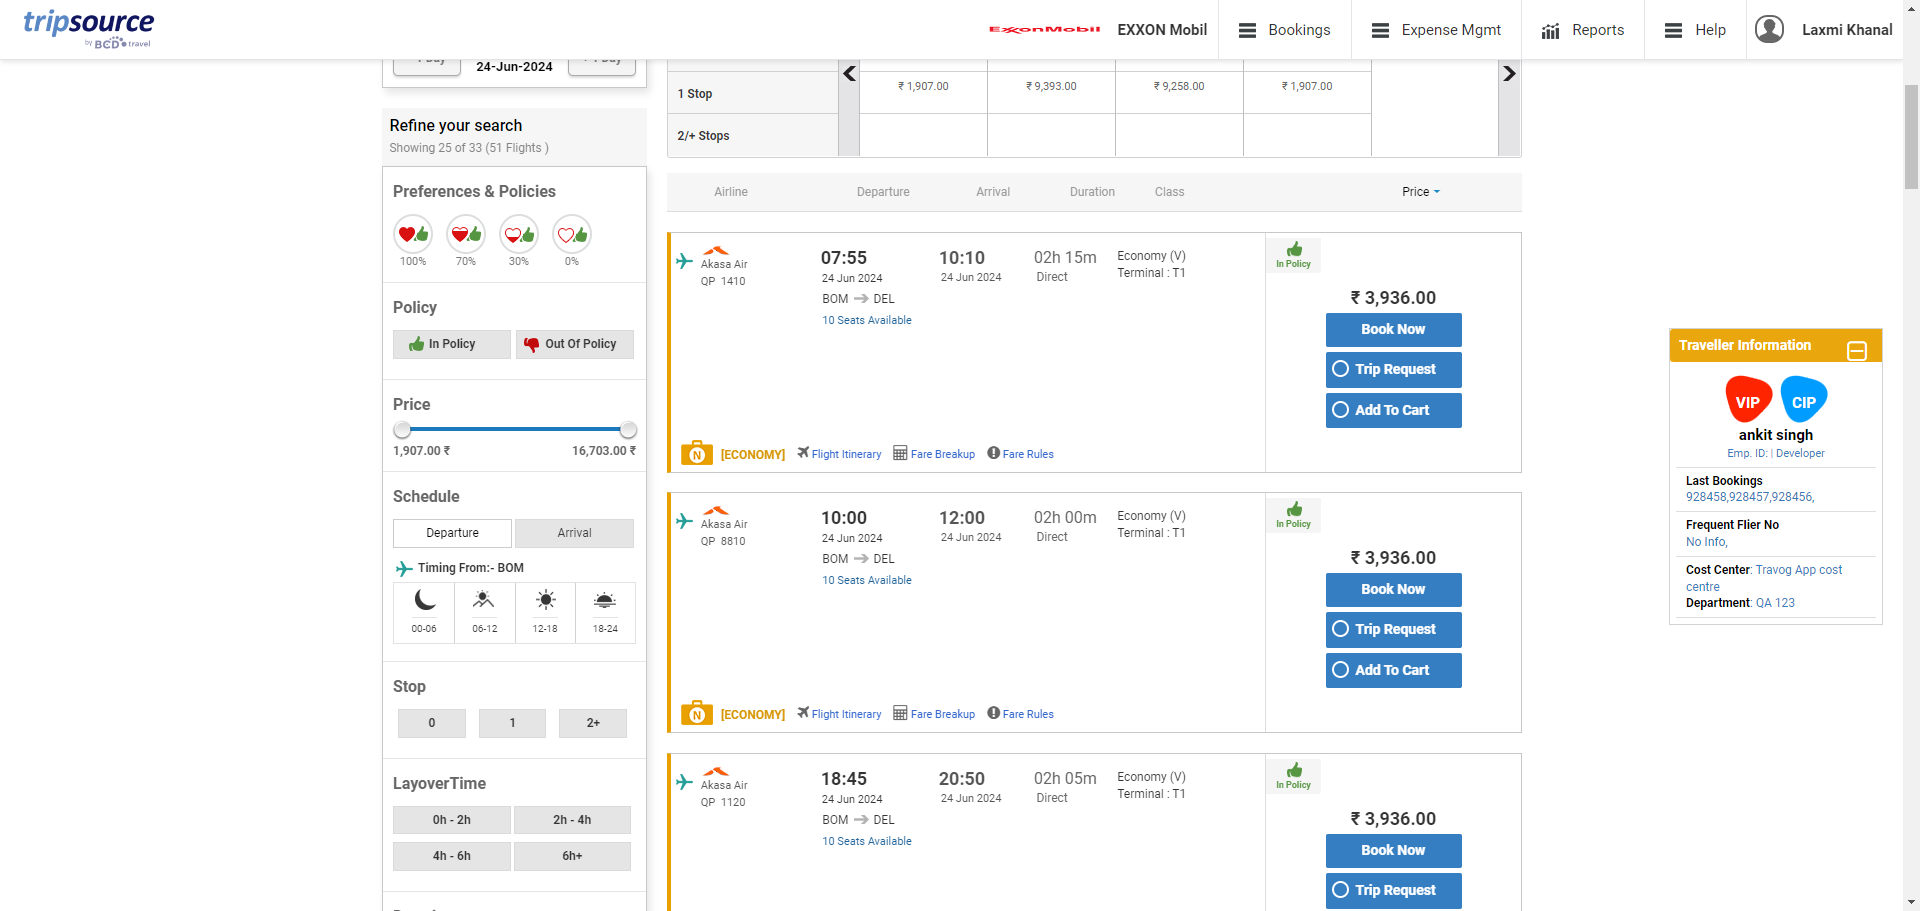 tripsource
by BCD travel
ExxonMobil
EXXON Mobil
Bookings
Expense Mgmt
Reports
Help
Laxmi Khanal
24-Jun-2024
Refine your search
Showing 25 of 33 (51 Flights )
Preferences & Policies
100%
70%
30%
0%
Policy
In Policy
Out Of Policy
Price
1,907.00 ₹
16,703.00 ₹
Schedule
Departure
Arrival
Timing From:- BOM
00-06
06-12
12-18
18-24
Stop
0
1
2+
LayoverTime
0h - 2h
2h - 4h
4h - 6h
6h+
1 Stop
₹ 1,907.00
₹ 9,393.00
₹ 9,258.00
₹ 1,907.00
2/+ Stops
Airline
Departure
Arrival
Duration
Class
Price
Akasa Air
QP 1410
07:55
24 Jun 2024
BOM
DEL
10 Seats Available
10:10
24 Jun 2024
02h 15m
Direct
Economy (V)
Terminal : T1
In Policy
₹ 3,936.00
Book Now
Trip Request
Add To Cart
N
[ECONOMY]
Flight Itinerary
Fare Breakup
Fare Rules
Akasa Air
QP 8810
10:00
24 Jun 2024
BOM
DEL
10 Seats Available
12:00
24 Jun 2024
02h 00m
Direct
Economy (V)
Terminal : T1
In Policy
₹ 3,936.00
Book Now
Trip Request
Add To Cart
N
[ECONOMY]
Flight Itinerary
Fare Breakup
Fare Rules
Akasa Air
QP 1120
18:45
24 Jun 2024
BOM
DEL
10 Seats Available
20:50
24 Jun 2024
02h 05m
Direct
Economy (V)
Terminal : T1
In Policy
₹ 3,936.00
Book Now
Trip Request
Traveller Information
VIP
CIP
ankit singh
Emp. ID: | Developer
Last Bookings
928458,928457,928456,
Frequent Flier No
No Info,
Cost Center: Travog App cost
centre
Department: QA 123